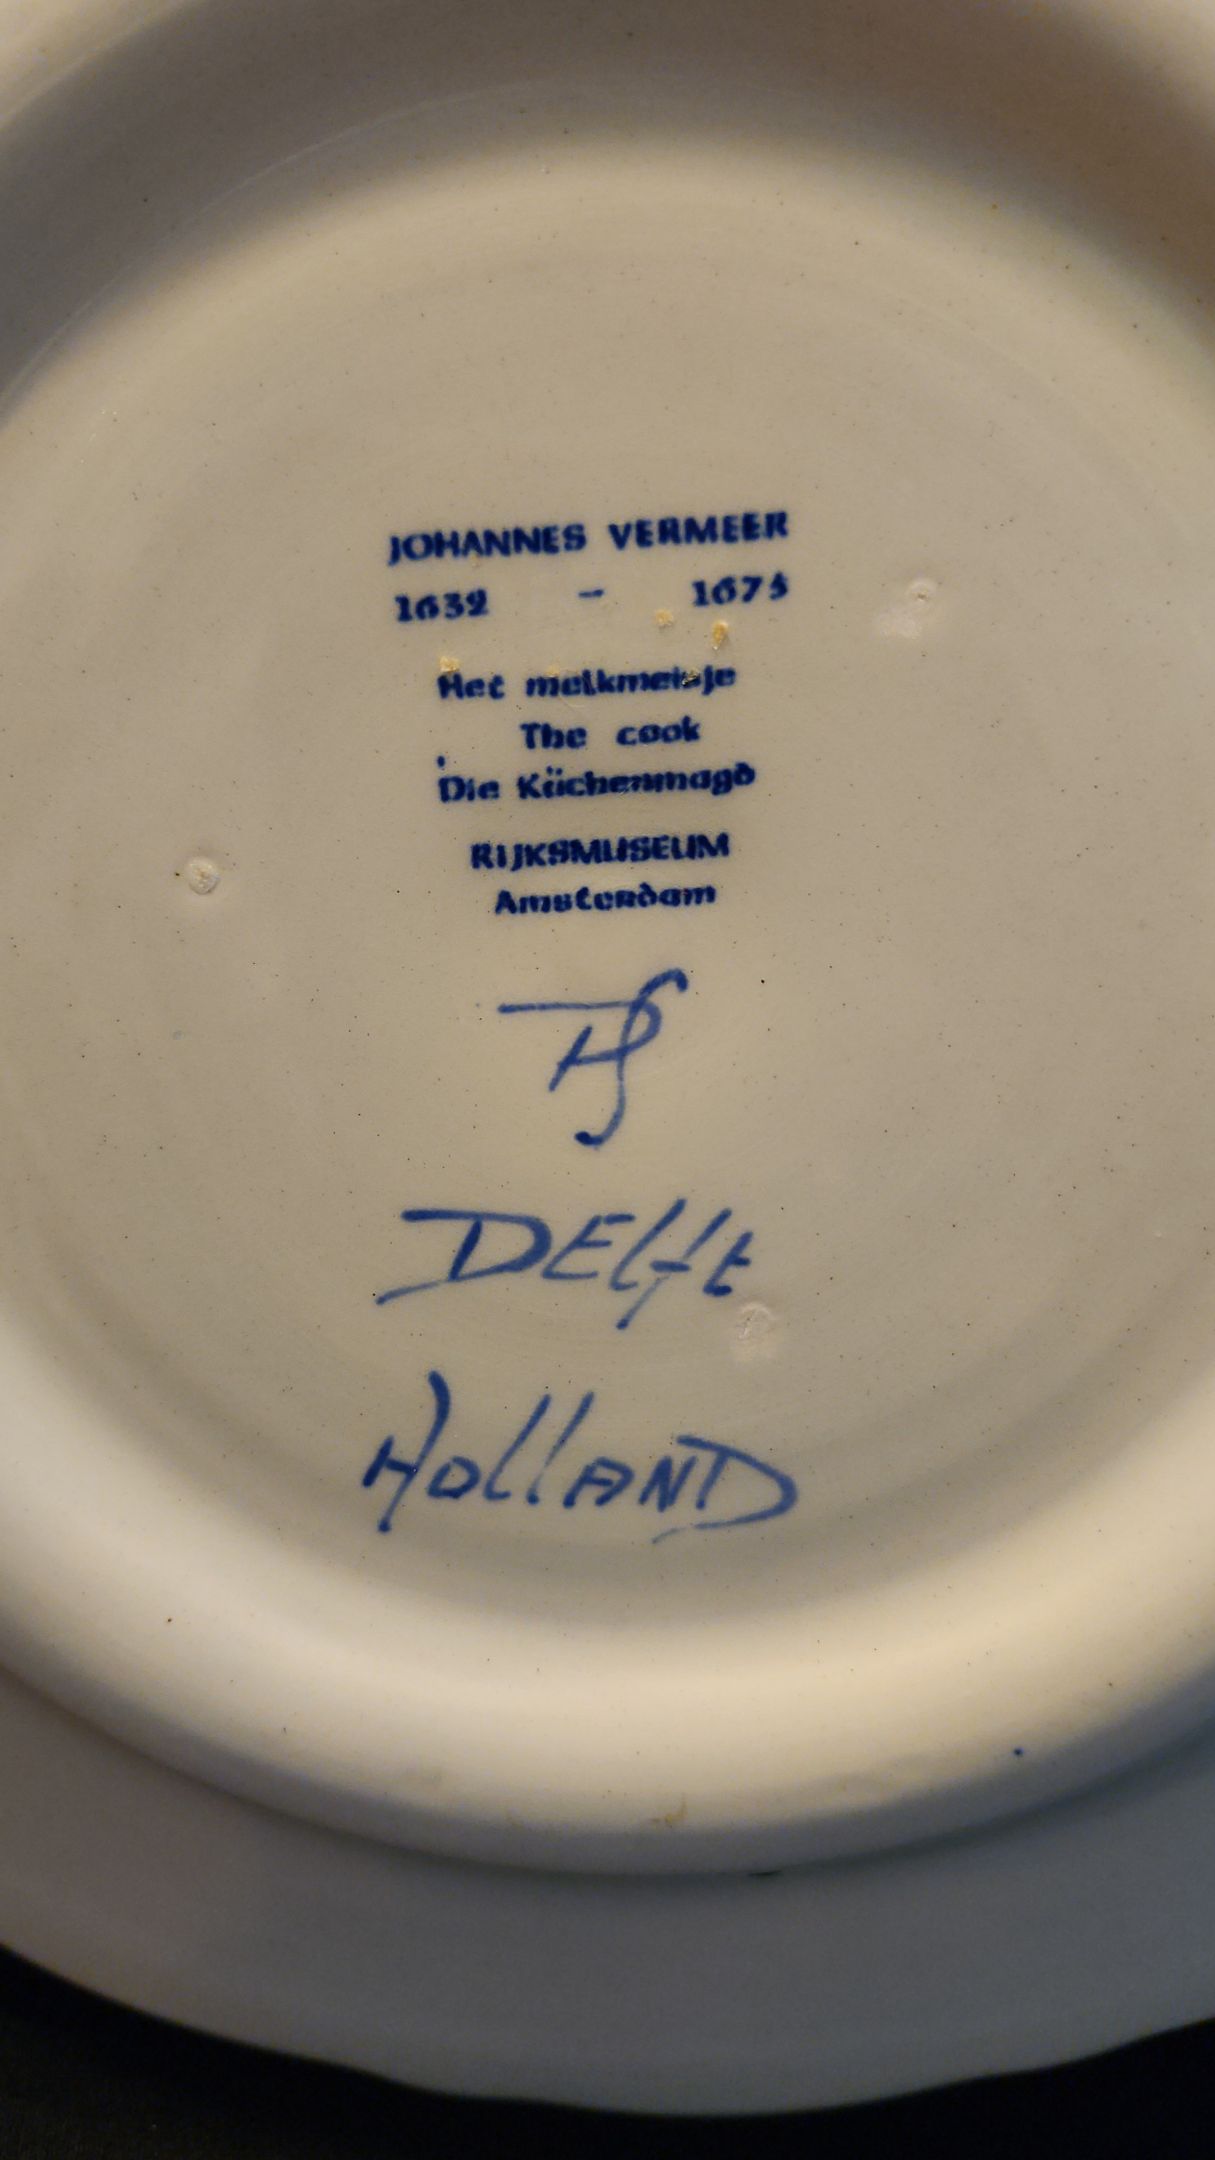 JOHANNES VERMEER
1632 - 1675
Het melkmeisje
The cook
Die Küchenmagd
RIJKSMUSEUM
Amsterdam
DElft
HollAND